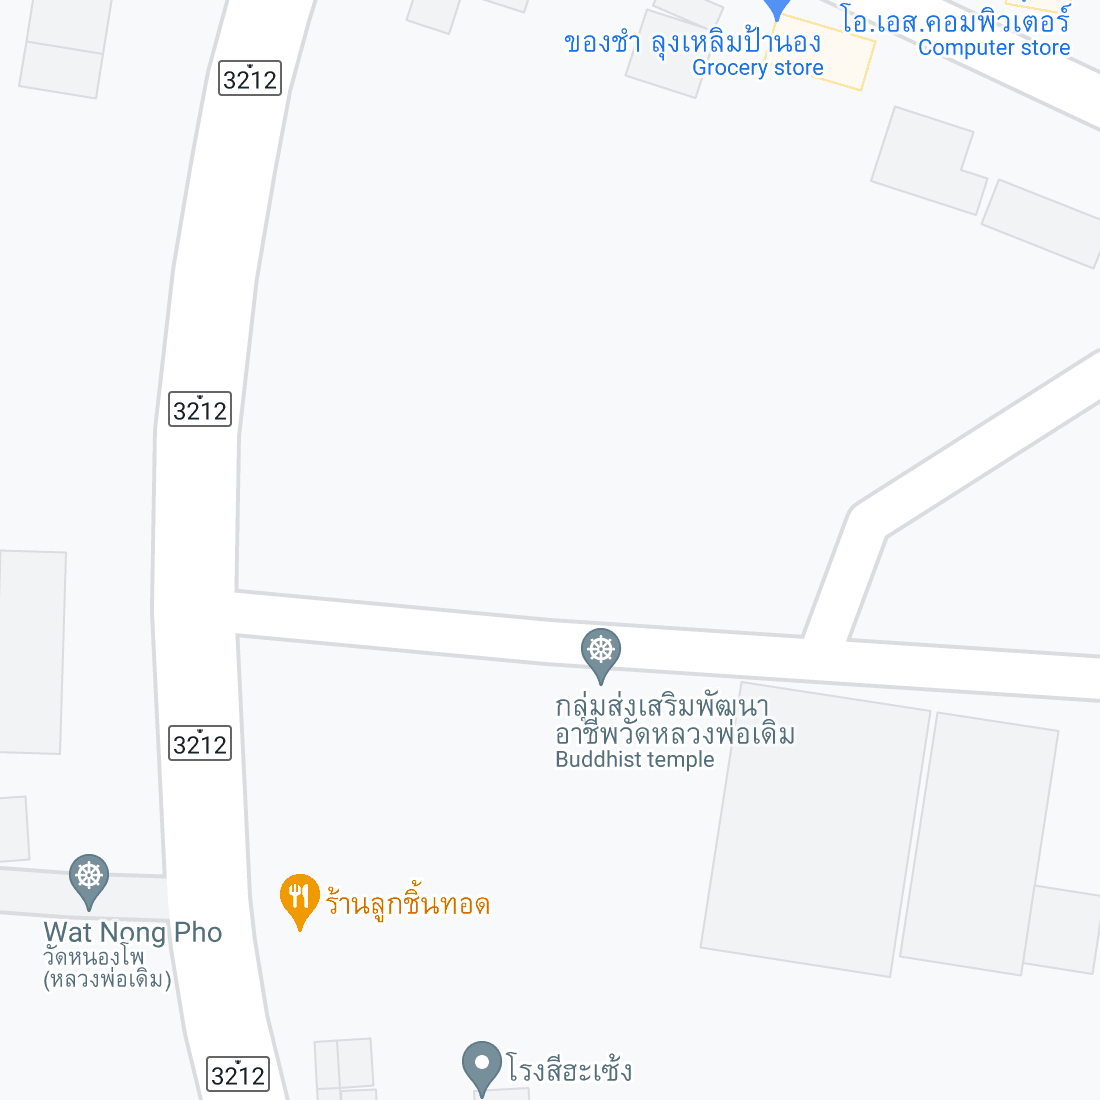 โอ.เอส.คอมพิวเตอร์
Computer store
ของชำ ลุงเหลิมป้านอง
Grocery store
3212
3212
กลุ่มส่งเสริมพัฒนา
อาชีพวัดหลวงพ่อเดิม
Buddhist temple
3212
ร้านลูกชิ้นทอด
Wat Nong Pho
วัดหนองโพ
(หลวงพ่อเดิม)
โรงสีฮะเซ้ง
3212